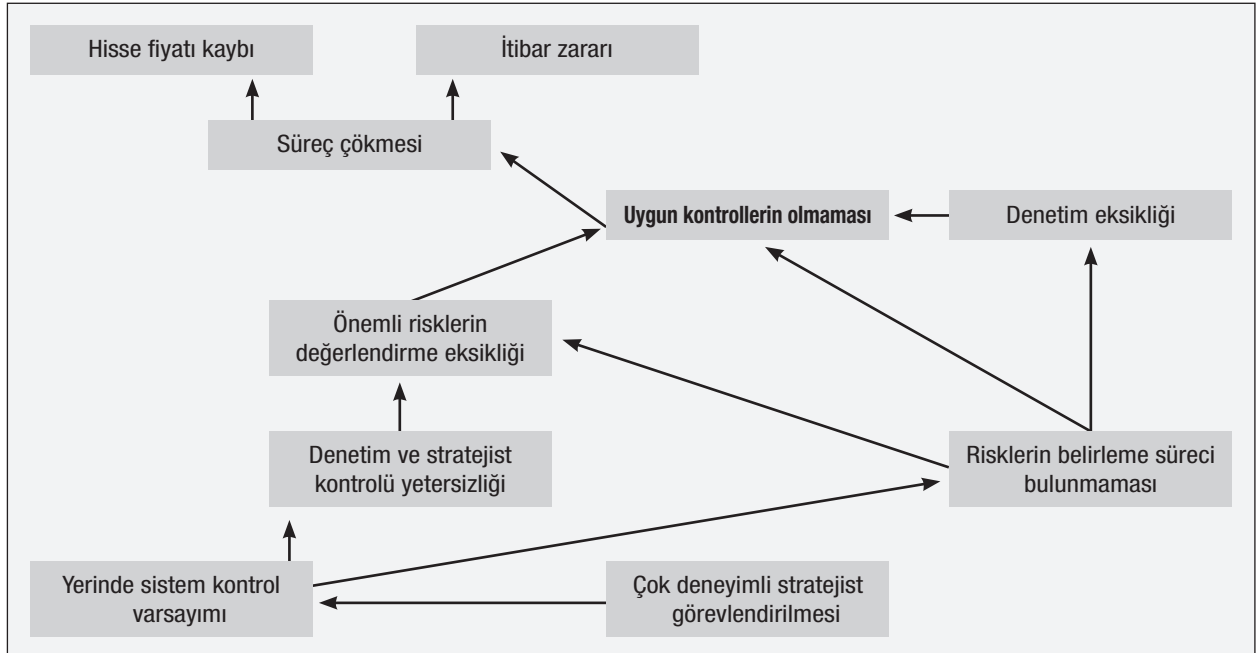 Hisse fiyatı kaybı
İtibar zararı
Süreç çökmesi
Uygun kontrollerin olmaması
Denetim eksikliği
Önemli risklerin
değerlendirme eksikliği
Denetim ve stratejist
kontrolü yetersizliği
Risklerin belirleme süreci
bulunmaması
Yerinde sistem kontrol
varsayımı
Çok deneyimli stratejist
görevlendirilmesi